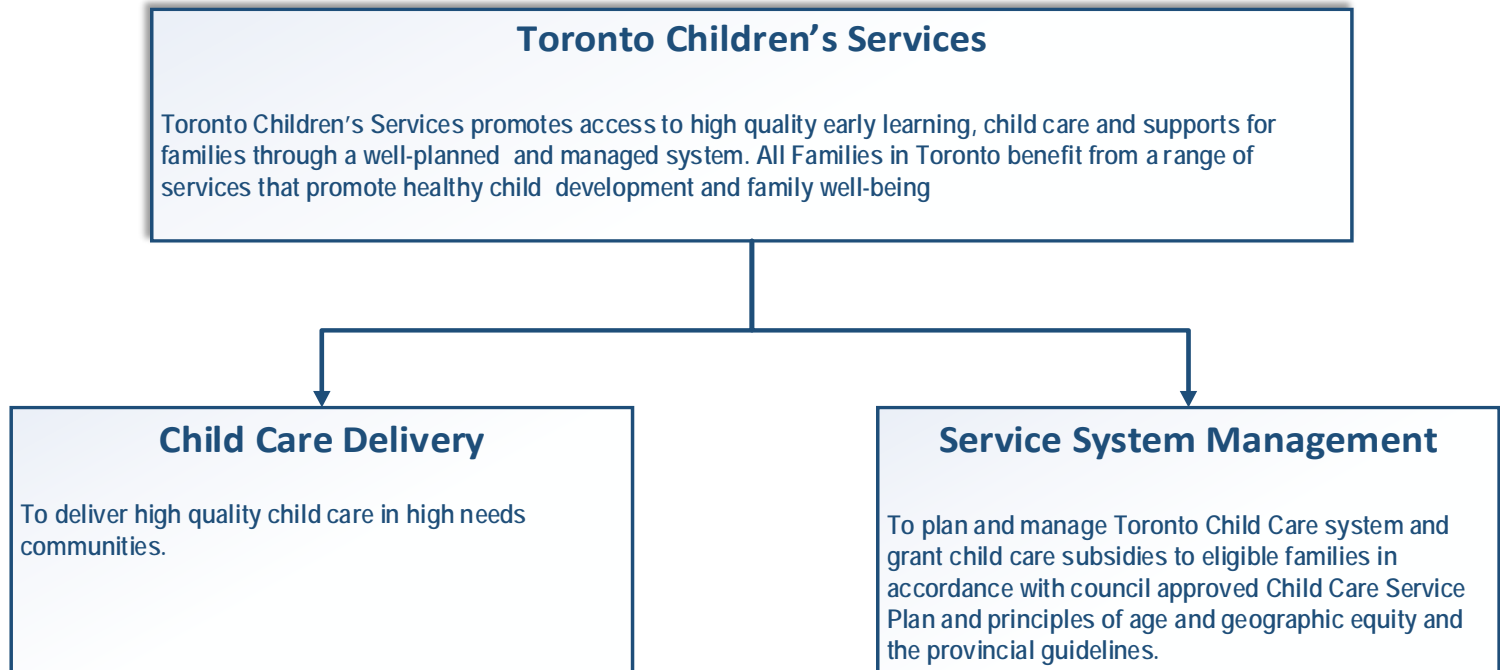 Toronto Children's Services
Toronto Children's Services promotes access to high quality early learning, child care and supports for
families through a well-planned and managed system. All Families in Toronto benefit from a range of
services that promote healthy child development and family well-being
Child Care Delivery
To deliver high quality child care in high needs
communities.
Service System Management
To plan and manage Toronto Child Care system and
grant child care subsidies to eligible families in
accordance with council approved Child Care Service
Plan and principles of age and geographic equity and
the provincial guidelines.